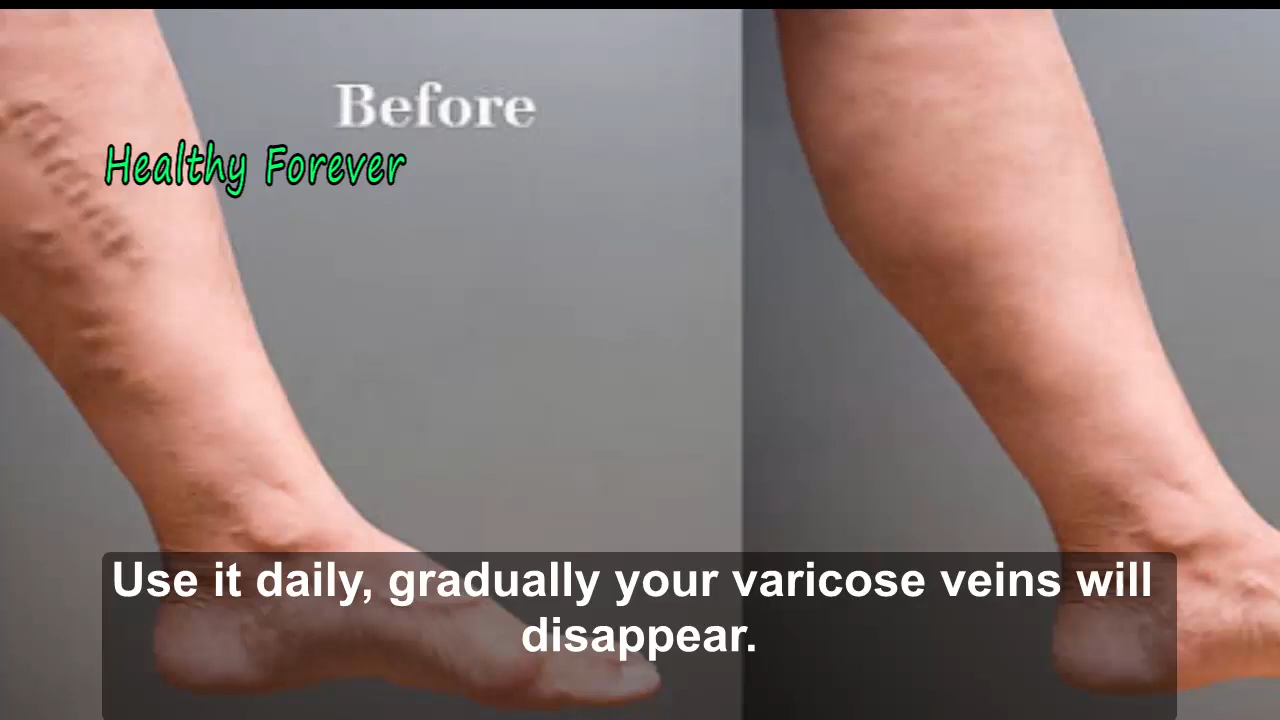 Before
Healthy Forever
Use it daily, gradually your varicose veins will
disappear.